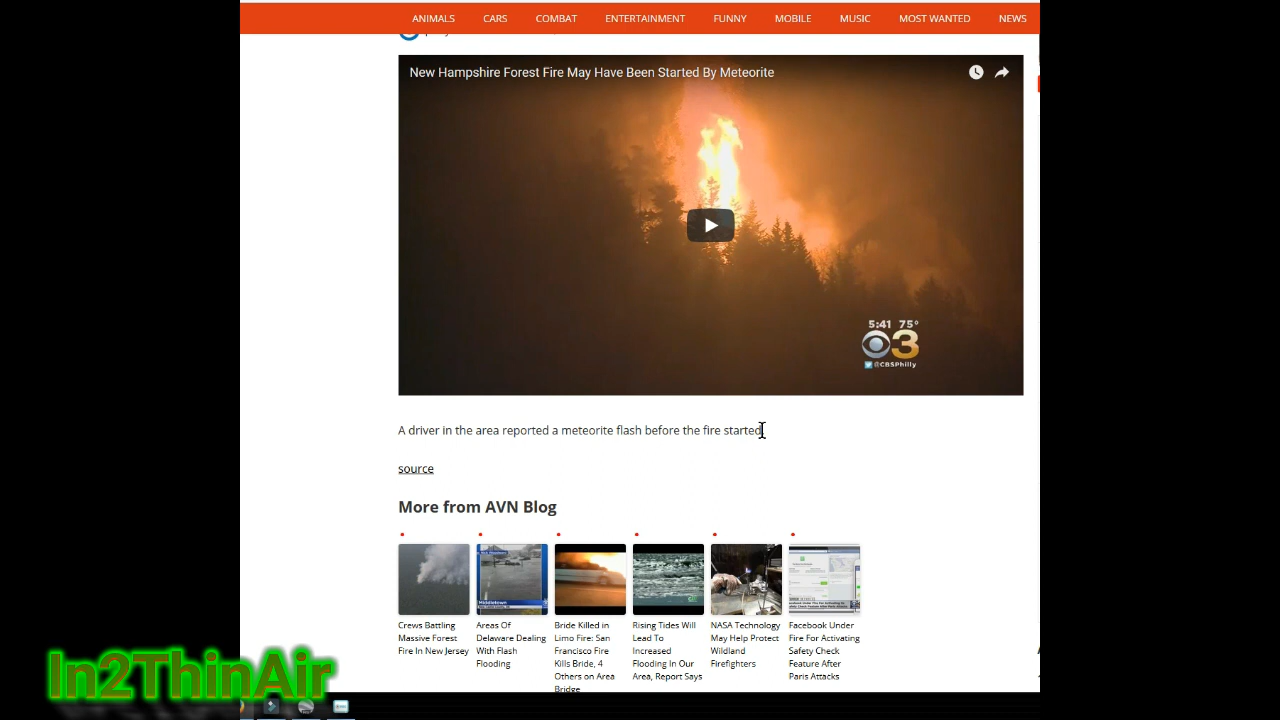 ANIMALS CARS COMBAT ENTERTAINMENT FUNNY MOBILE MUSIC MOST WANTED NEWS
New Hampshire Forest Fire May Have Been Started By Meteorite
5:41 75°
3
@CBSPhilly
A driver in the area reported a meteorite flash before the fire started.
source
More from AVN Blog
Middletown
Crews Battling
Massive Forest
Fire In New Jersey
Areas Of
Delaware Dealing
With Flash
Flooding
Bride Killed in
Limo Fire: San
Francisco Fire
Kills Bride, 4
Others on Area
Bridge
Rising Tides Will
Lead To
Increased
Flooding In Our
Area, Report Says
NASA Technology
May Help Protect
Wildland
Firefighters
Facebook Under
Fire For Activating
Safety Check
Feature After
Paris Attacks
In2ThinAir